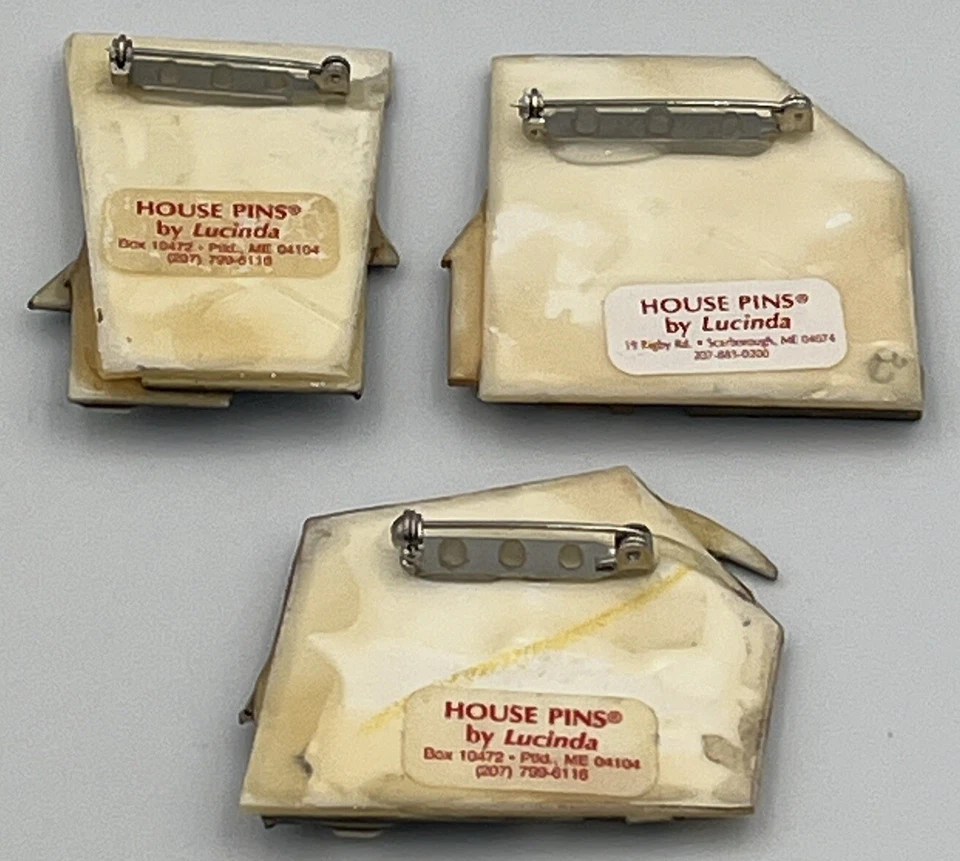 HOUSE PINS®
by Lucinda
Box 10472 • Ptld., ME 04104
(207) 799-6116
HOUSE PINS®
by Lucinda
19 Rigby Rd. • Scarborough, ME 04074
207-883-0200
HOUSE PINS®
by Lucinda
Box 10472 • Ptld., ME 04104
(207) 799-6116